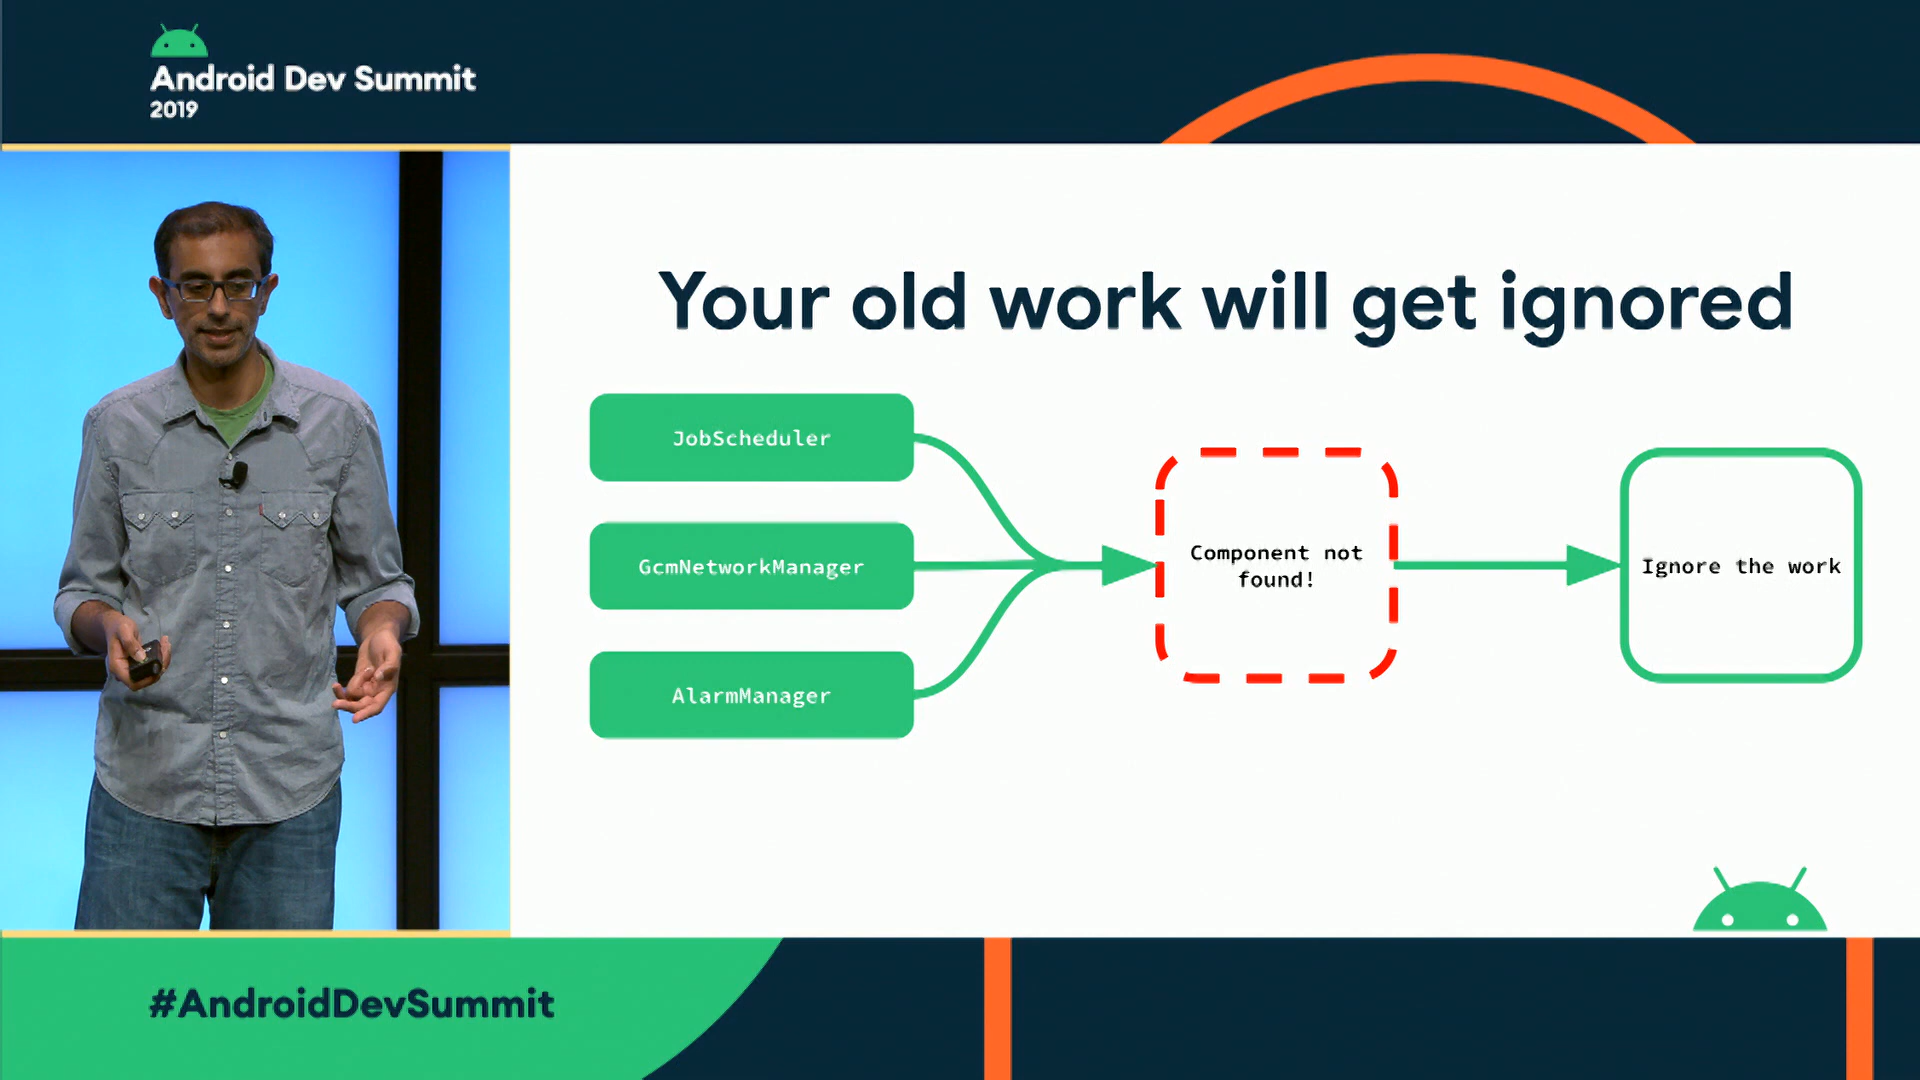 Android Dev Summit
2019
Your old work will get ignored
JobScheduler
GcmNetworkManager
AlarmManager
Component not
found!
Ignore the work
#AndroidDevSummit